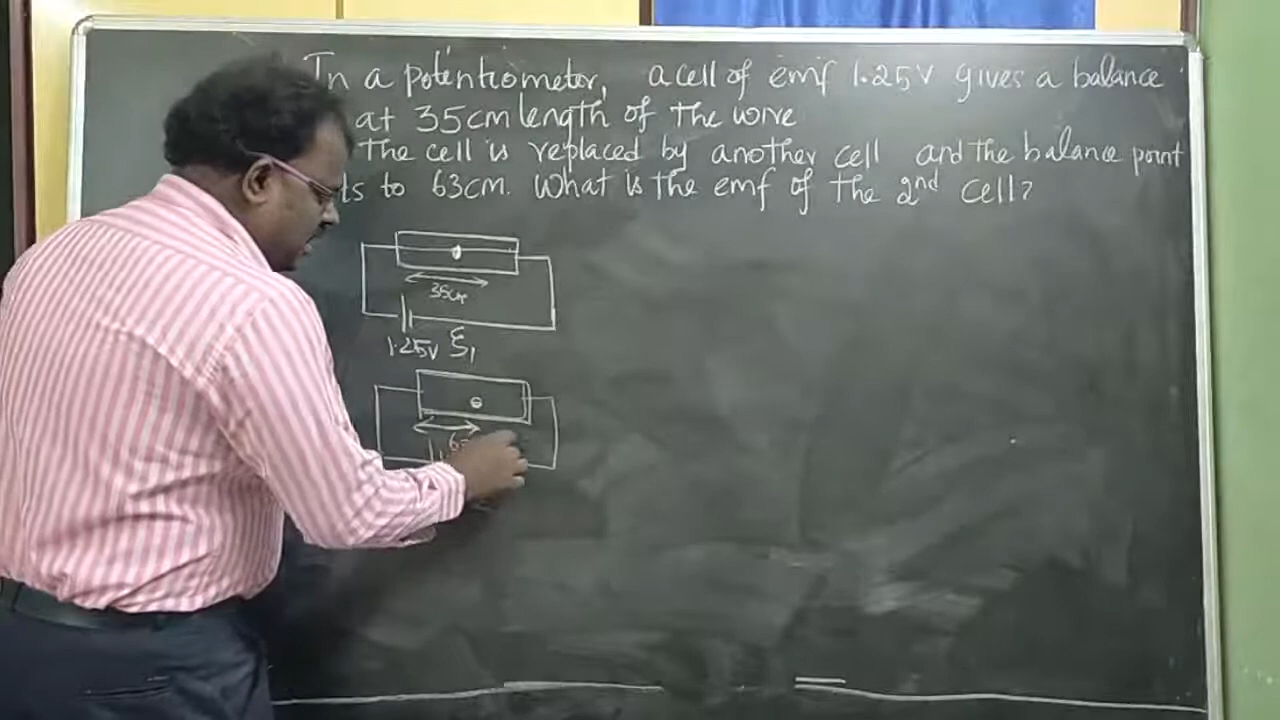 In a potentiometer, a cell of emf 1.25V gives a balance
at 35cm length of the wire
The cell is replaced by another cell and the balance point
to 63cm. What is the emf of the 2nd cell?
35cm
1.25V ξ1